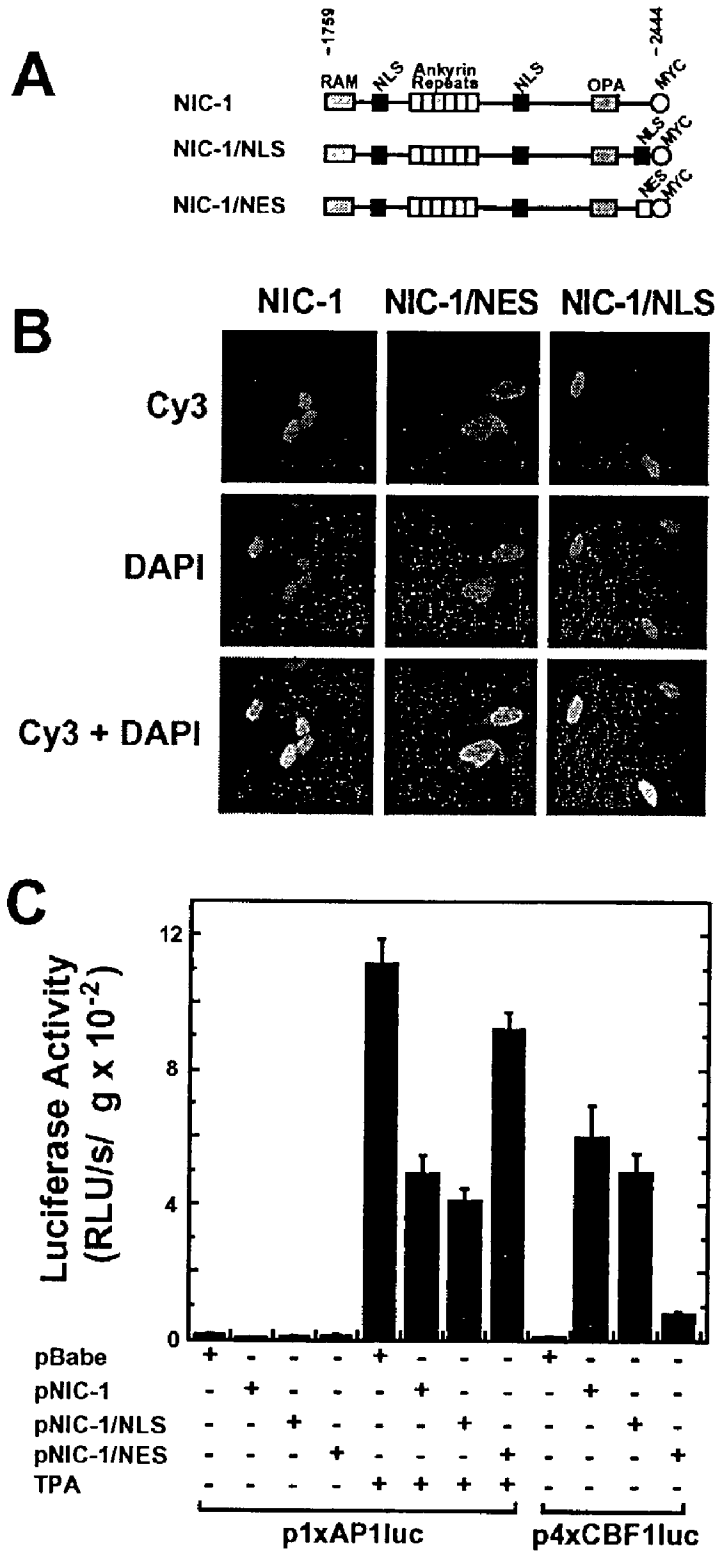 A
~1759
~2444
RAM
NLS
Ankyrin
Repeats
NLS
OPA
MYC
NIC-1
NLS
MYC
NIC-1/NLS
NES
MYC
NIC-1/NES
B
NIC-1 NIC-1/NES NIC-1/NLS
Cy3
DAPI
Cy3 + DAPI
C
Luciferase Activity
(RLU/s/ g x 10-2)
12
8
4
0
pBabe + - - - + - - - + - - -
pNIC-1 - + - - - + - - - + - -
pNIC-1/NLS - - + - - - + - - - + -
pNIC-1/NES - - - + - - - + - - - +
TPA - - - - + + + + - - - -
p1xAP1luc p4xCBF1luc